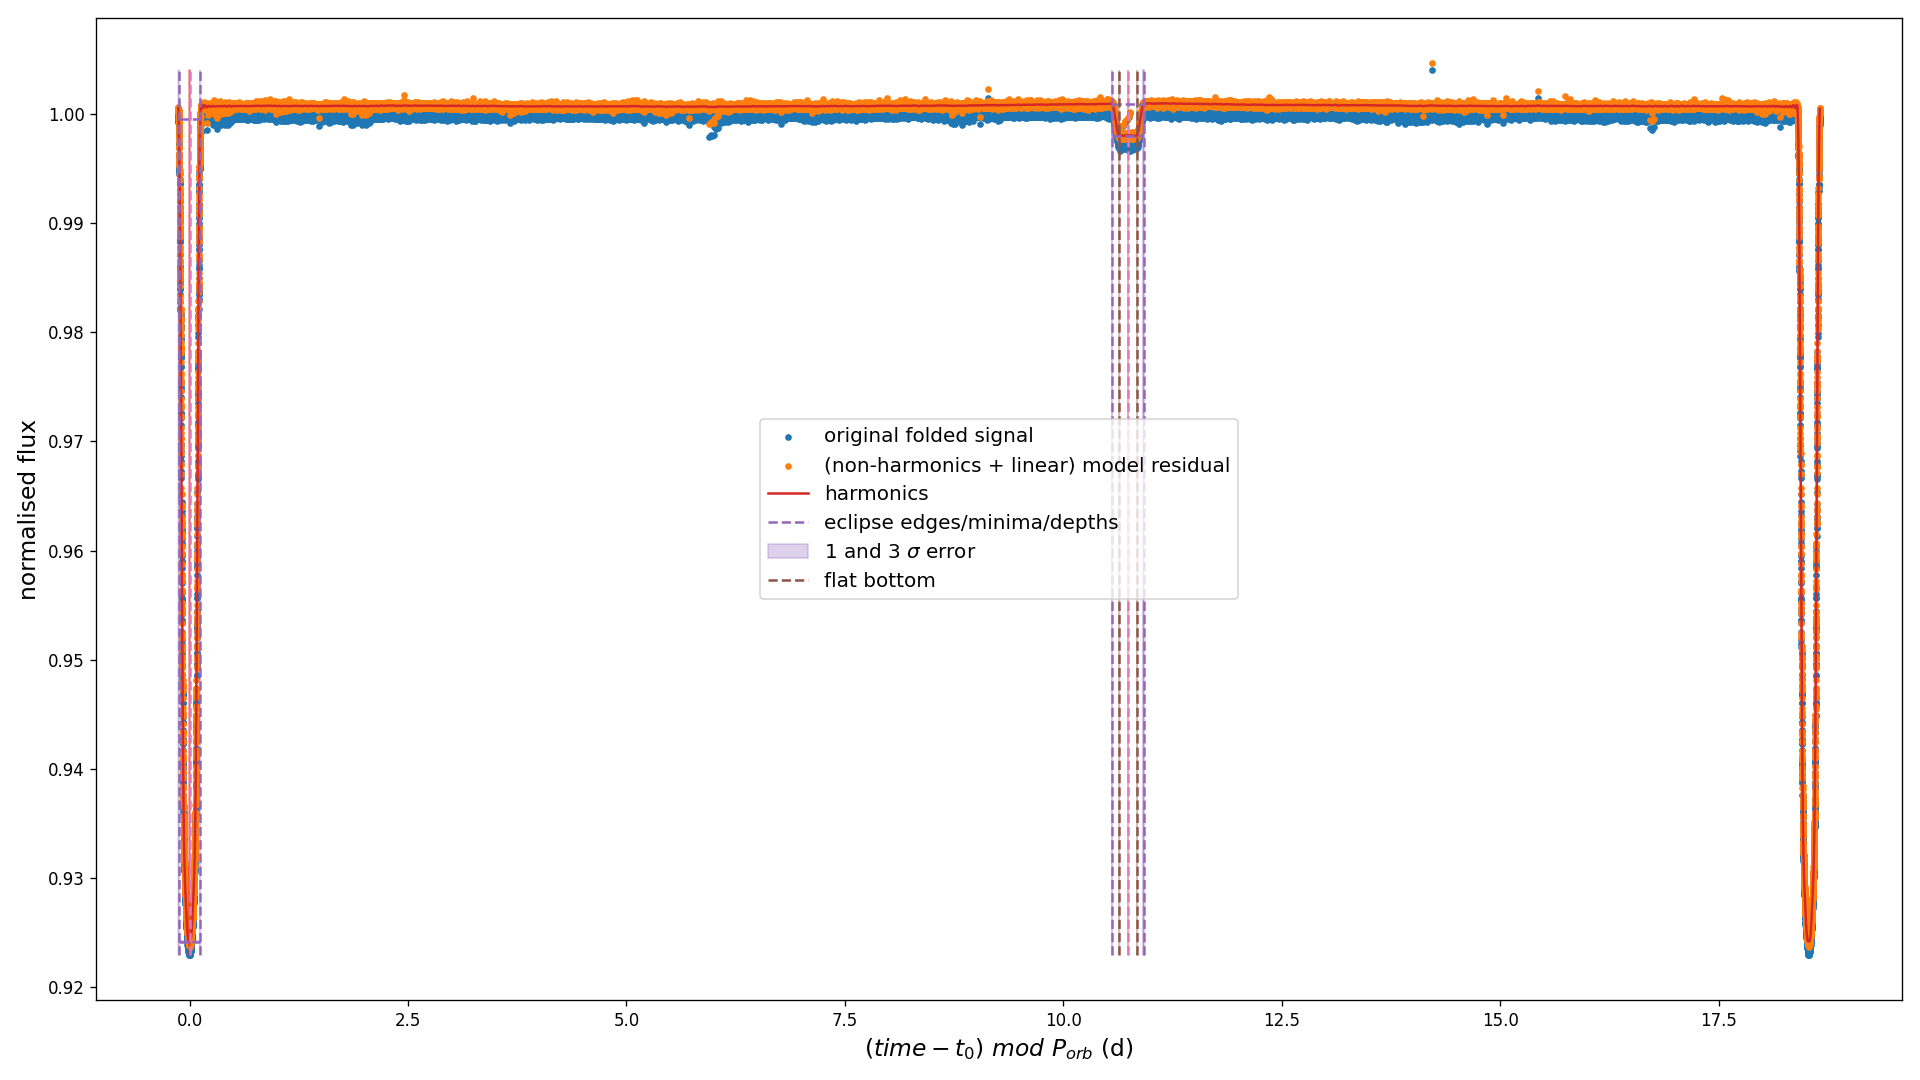 normalised flux
1.00
0.99
0.98
0.97
0.96
0.95
0.94
0.93
0.92
original folded signal
(non-harmonics + linear) model residual
harmonics
eclipse edges/minima/depths
1 and 3 σ error
flat bottom
0.0 2.5 5.0 7.5 10.0 12.5 15.0 17.5
(time − t₀) mod Pₒᵣb (d)